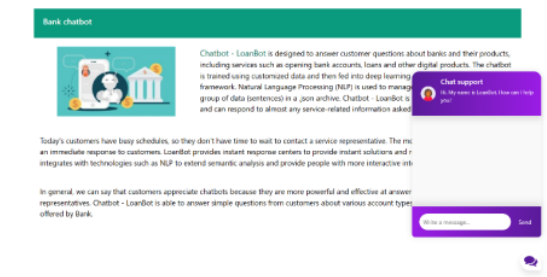 Bank chatbot
Chatbot - LoanBot is designed to answer customer questions about banks and their products,
including services such as opening bank accounts, loans and other digital products. The chatbot
is trained using customized data and then fed into deep learning
framework. Natural Language Processing (NLP) is used to manage
group of data (sentences) in a .json archive. Chatbot - LoanBot is
and can respond to almost any service-related information asked
Chat support
Hi. My name is LoanBot. How can I help
you?
Today's customers have busy schedules, so they don't have time to wait to contact a service representative. The
an immediate response to customers. LoanBot provides instant response centers to provide instant solutions and
integrates with technologies such as NLP to extend semantic analysis and provide people with more interactive
In general, we can say that customers appreciate chatbots because they are more powerful and effective at answer
representatives. Chatbot - LoanBot is able to answer simple questions from customers about various account types
offered by Bank.
Write a message...
Send